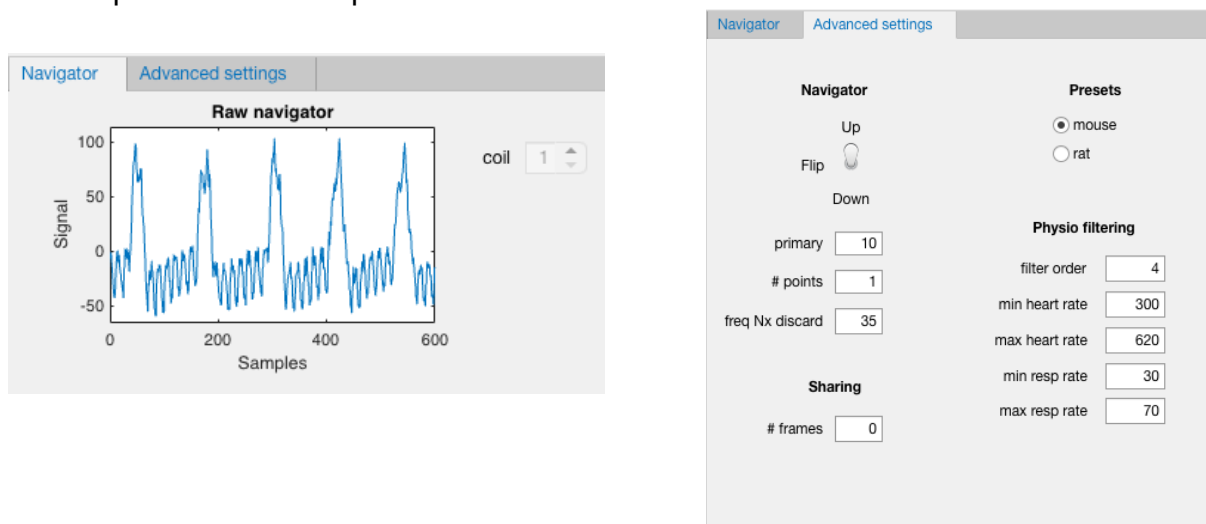 Navigator Advanced settings
Raw navigator
100
50
0
-50
Signal
0 200 400 600
Samples
coil 1
Navigator Advanced settings
Navigator
Up
Flip
Down
primary 10
# points 1
freq Nx discard 35
Sharing
# frames 0
Presets
mouse
rat
Physio filtering
filter order 4
min heart rate 300
max heart rate 620
min resp rate 30
max resp rate 70